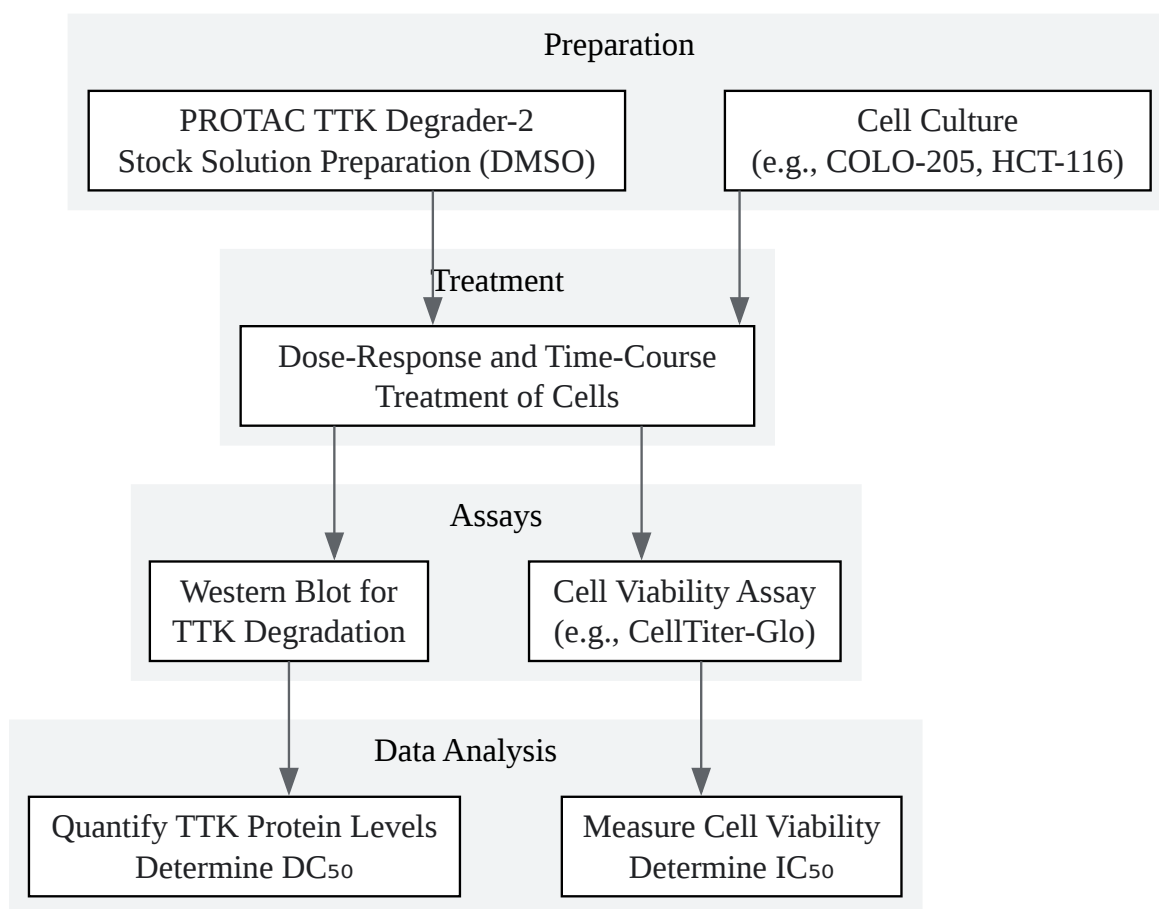 Preparation
PROTAC TTK Degrader-2
Stock Solution Preparation (DMSO)
Cell Culture
(e.g., COLO-205, HCT-116)
Treatment
Dose-Response and Time-Course
Treatment of Cells
Assays
Western Blot for
TTK Degradation
Cell Viability Assay
(e.g., CellTiter-Glo)
Data Analysis
Quantify TTK Protein Levels
Determine DC₅₀
Measure Cell Viability
Determine IC₅₀